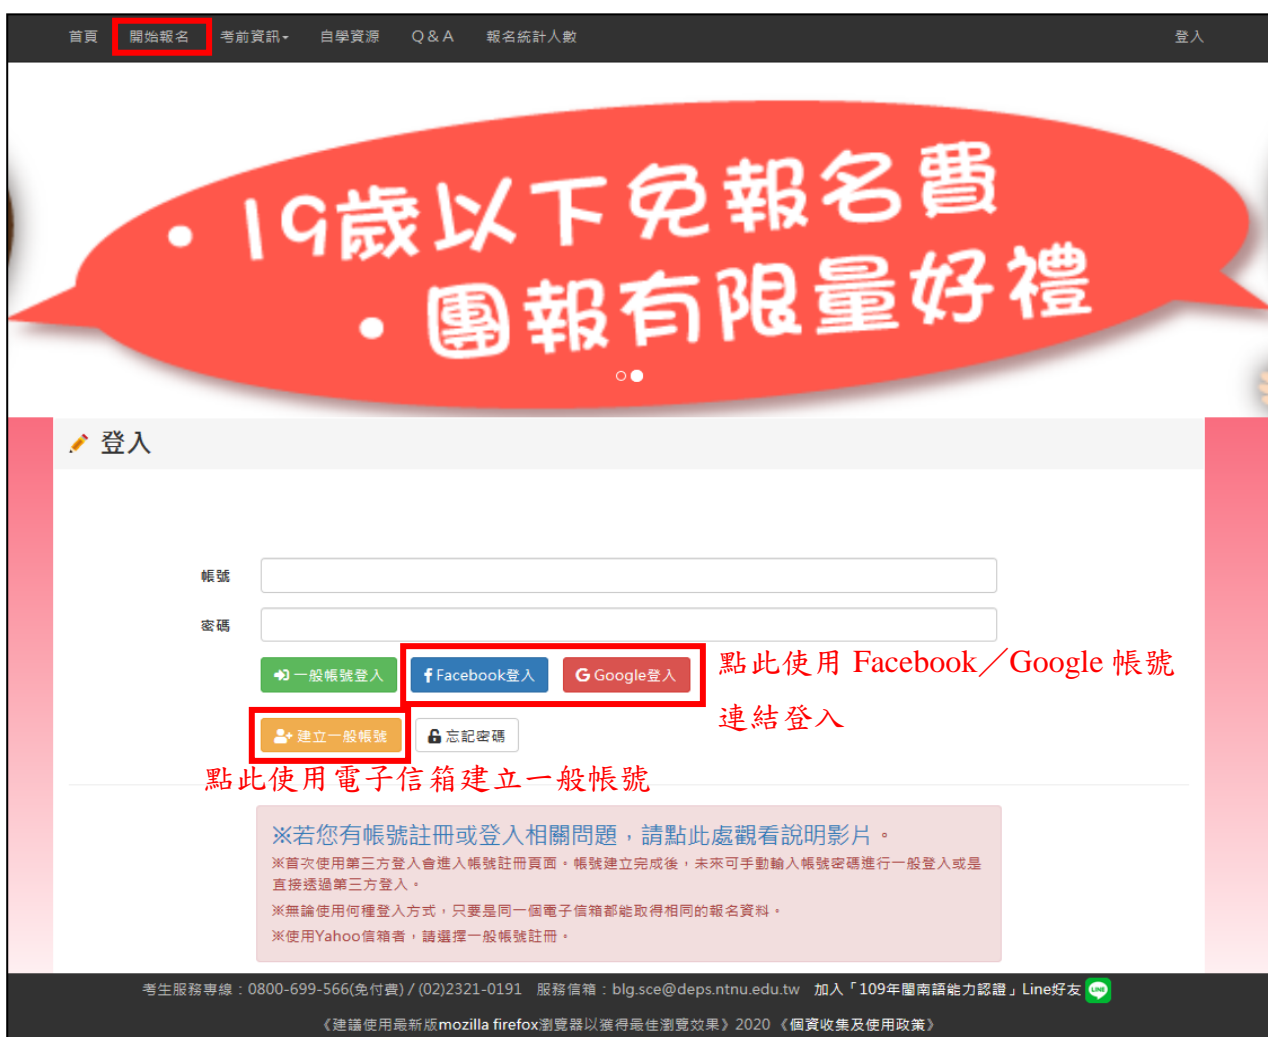 首頁 開始報名 考前資訊 自學資源 Q & A 報名統計人數 登入
• 19歲以下免報名費
• 團報有限量好禮
登入
帳號
密碼
一般帳號登入 Facebook登入 Google登入 點此使用 Facebook／Google 帳號
連結登入
建立一般帳號 忘記密碼
點此使用電子信箱建立一般帳號
※若您有帳號註冊或登入相關問題，請點此處觀看說明影片。
※首次使用第三方登入會進入帳號註冊頁面。帳號建立完成後，未來可手動輸入帳號密碼進行一般登入或是
直接透過第三方登入。
※無論使用何種登入方式，只要是同一個電子信箱都能取得相同的報名資料。
※使用Yahoo信箱者，請選擇一般帳號註冊。
考生服務專線：0800-699-566(免付費) / (02)2321-0191 服務信箱：blg.sce@deps.ntnu.edu.tw 加入「109年閩南語能力認證」Line好友 LINE
《建議使用最新版mozilla firefox瀏覽器以獲得最佳瀏覽效果》2020 《個資收集及使用政策》